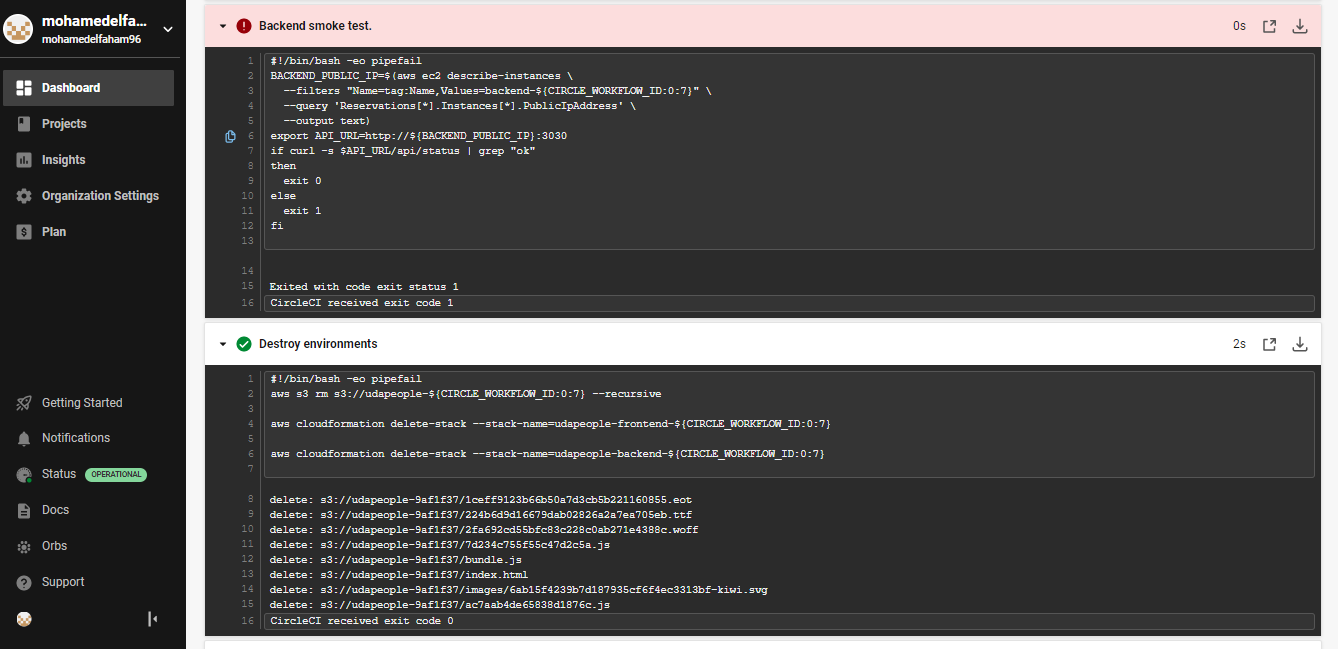 mohamedelfa...
mohamedelfaham96
Dashboard
Projects
Insights
Organization Settings
Plan
Getting Started
Notifications
Status OPERATIONAL
Docs
Orbs
Support
Backend smoke test. 0s
1 #!/bin/bash -eo pipefail
2 BACKEND_PUBLIC_IP=$(aws ec2 describe-instances \
3 --filters "Name=tag:Name,Values=backend-${CIRCLE_WORKFLOW_ID:0:7}" \
4 --query 'Reservations[*].Instances[*].PublicIpAddress' \
5 --output text)
6 export API_URL=http://${BACKEND_PUBLIC_IP}:3030
7 if curl -s $API_URL/api/status | grep "ok"
8 then
9 exit 0
10 else
11 exit 1
12 fi
13
14
15 Exited with code exit status 1
16 CircleCI received exit code 1
Destroy environments 2s
1 #!/bin/bash -eo pipefail
2 aws s3 rm s3://udapeople-${CIRCLE_WORKFLOW_ID:0:7} --recursive
3
4 aws cloudformation delete-stack --stack-name=udapeople-frontend-${CIRCLE_WORKFLOW_ID:0:7}
5
6 aws cloudformation delete-stack --stack-name=udapeople-backend-${CIRCLE_WORKFLOW_ID:0:7}
7
8 delete: s3://udapeople-9af1f37/1ceff9123b66b50a7d3cb5b221160855.eot
9 delete: s3://udapeople-9af1f37/224b6d9d16679dab02826a2a7ea705eb.ttf
10 delete: s3://udapeople-9af1f37/2fa692cd55bfc83c228c0ab271e4388c.woff
11 delete: s3://udapeople-9af1f37/7d234c755f55c47d2c5a.js
12 delete: s3://udapeople-9af1f37/bundle.js
13 delete: s3://udapeople-9af1f37/index.html
14 delete: s3://udapeople-9af1f37/images/6ab15f4239b7d187935cf6f4ec3313bf-kiwi.svg
15 delete: s3://udapeople-9af1f37/ac7aab4de65838d1876c.js
16 CircleCI received exit code 0